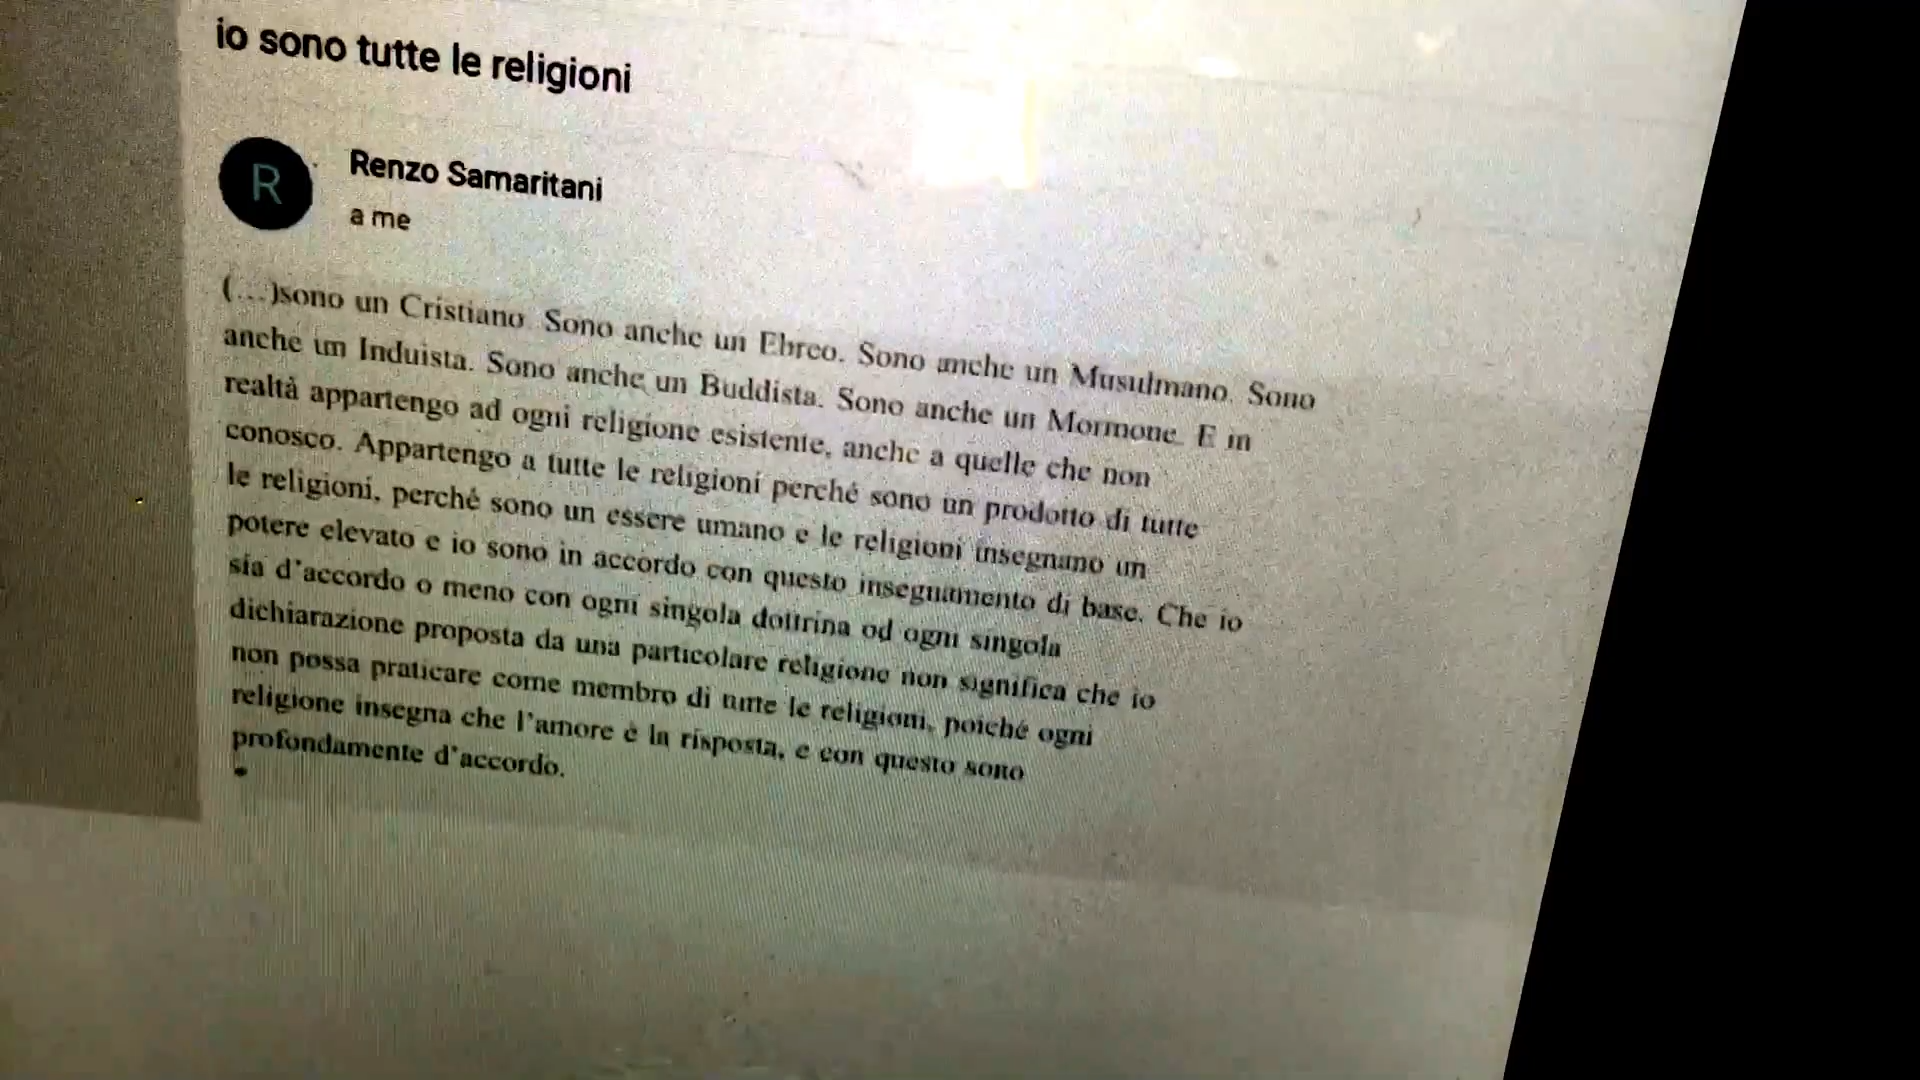 io sono tutte le religioni
R
Renzo Samaritani
a me
(...)sono un Cristiano. Sono anche un Ebreo. Sono anche un Musulmano. Sono
anche un Induista. Sono anche un Buddista. Sono anche un Mormone. E in
realtà appartengo ad ogni religione esistente, anche a quelle che non
conosco. Appartengo a tutte le religioni perché sono un prodotto di tutte
le religioni, perché sono un essere umano e le religioni insegnano un
potere elevato e io sono in accordo con questo insegnamento di base. Che io
sia d'accordo o meno con ogni singola dottrina od ogni singola
dichiarazione proposta da una particolare religione non significa che io
non possa praticare come membro di tutte le religioni, poiché ogni
religione insegna che l'amore è la risposta, e con questo sono
profondamente d'accordo.